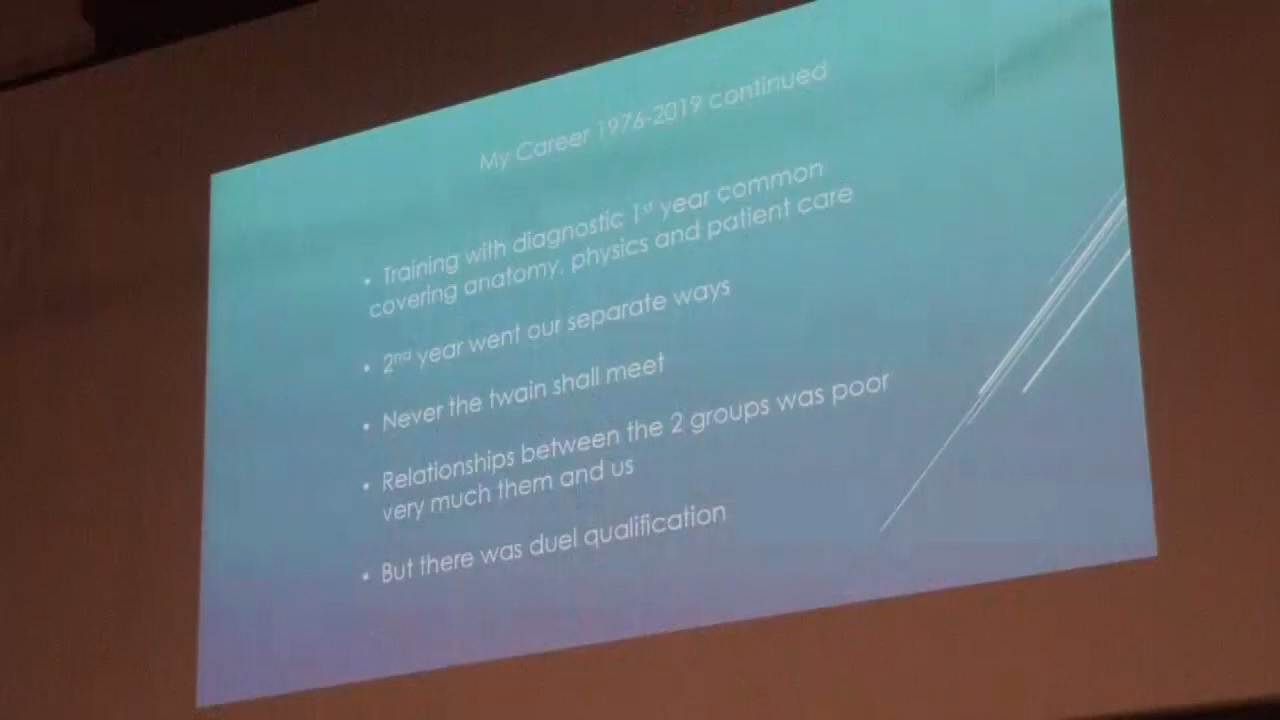 My Career 1976-2019 continued
• Training with diagnostic 1st year common
covering anatomy, physics and patient care
• 2nd year went our separate ways
• Never the twain shall meet
• Relationships between the 2 groups was poor
very much them and us
• But there was duel qualification